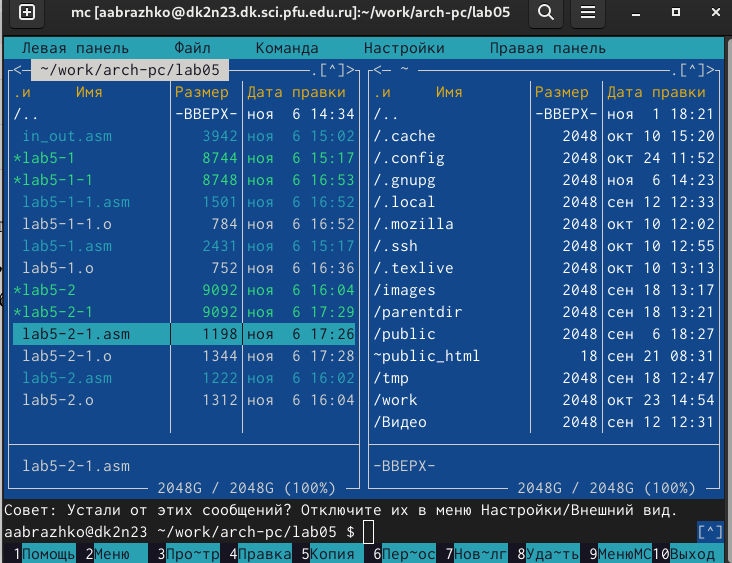 mc [aabrazhko@dk2n23.dk.sci.pfu.edu.ru]:~/work/arch-pc/lab05
Левая панель Файл Команда Настройки Правая панель
<— ~/work/arch-pc/lab05 .[^]>
.и Имя Размер Дата правки
/.. -ВВЕРХ- ноя 6 14:34
in_out.asm 3942 ноя 6 15:02
*lab5-1 8744 ноя 6 15:17
*lab5-1-1 8748 ноя 6 16:53
lab5-1-1.asm 1501 ноя 6 16:52
lab5-1-1.o 784 ноя 6 16:52
lab5-1.asm 2431 ноя 6 15:17
lab5-1.o 752 ноя 6 16:36
*lab5-2 9092 ноя 6 16:04
*lab5-2-1 9092 ноя 6 17:29
lab5-2-1.asm 1198 ноя 6 17:26
lab5-2-1.o 1344 ноя 6 17:28
lab5-2.asm 1222 ноя 6 16:02
lab5-2.o 1312 ноя 6 16:04
lab5-2-1.asm
2048G / 2048G (100%)
<— ~ .[^]>
.и Имя Размер Дата правки
/.. -ВВЕРХ- ноя 1 18:21
/.cache 2048 окт 10 15:20
/.config 2048 окт 24 11:52
/.gnupg 2048 ноя 6 14:23
/.local 2048 сен 12 12:33
/.mozilla 2048 окт 10 12:02
/.ssh 2048 окт 10 12:55
/.texlive 2048 окт 10 13:13
/images 2048 сен 18 13:17
/parentdir 2048 сен 18 13:21
/public 2048 сен 6 18:27
~public_html 18 сен 21 08:31
/tmp 2048 сен 18 12:47
/work 2048 окт 23 14:54
/Видео 2048 сен 12 12:31
-ВВЕРХ-
2048G / 2048G (100%)
Совет: Устали от этих сообщений? Отключите их в меню Настройки/Внешний вид.
aabrazhko@dk2n23 ~/work/arch-pc/lab05 $ [^]
1Помощь 2Меню 3Про~тр 4Правка 5Копия 6Пер~ос 7Нов~лг 8Уда~ть 9МенюМС 10Выход